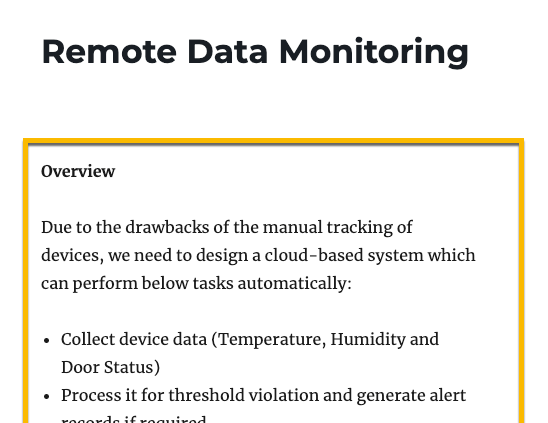 Remote Data Monitoring
Overview
Due to the drawbacks of the manual tracking of
devices, we need to design a cloud-based system which
can perform below tasks automatically:
• Collect device data (Temperature, Humidity and
Door Status)
• Process it for threshold violation and generate alert
records if required